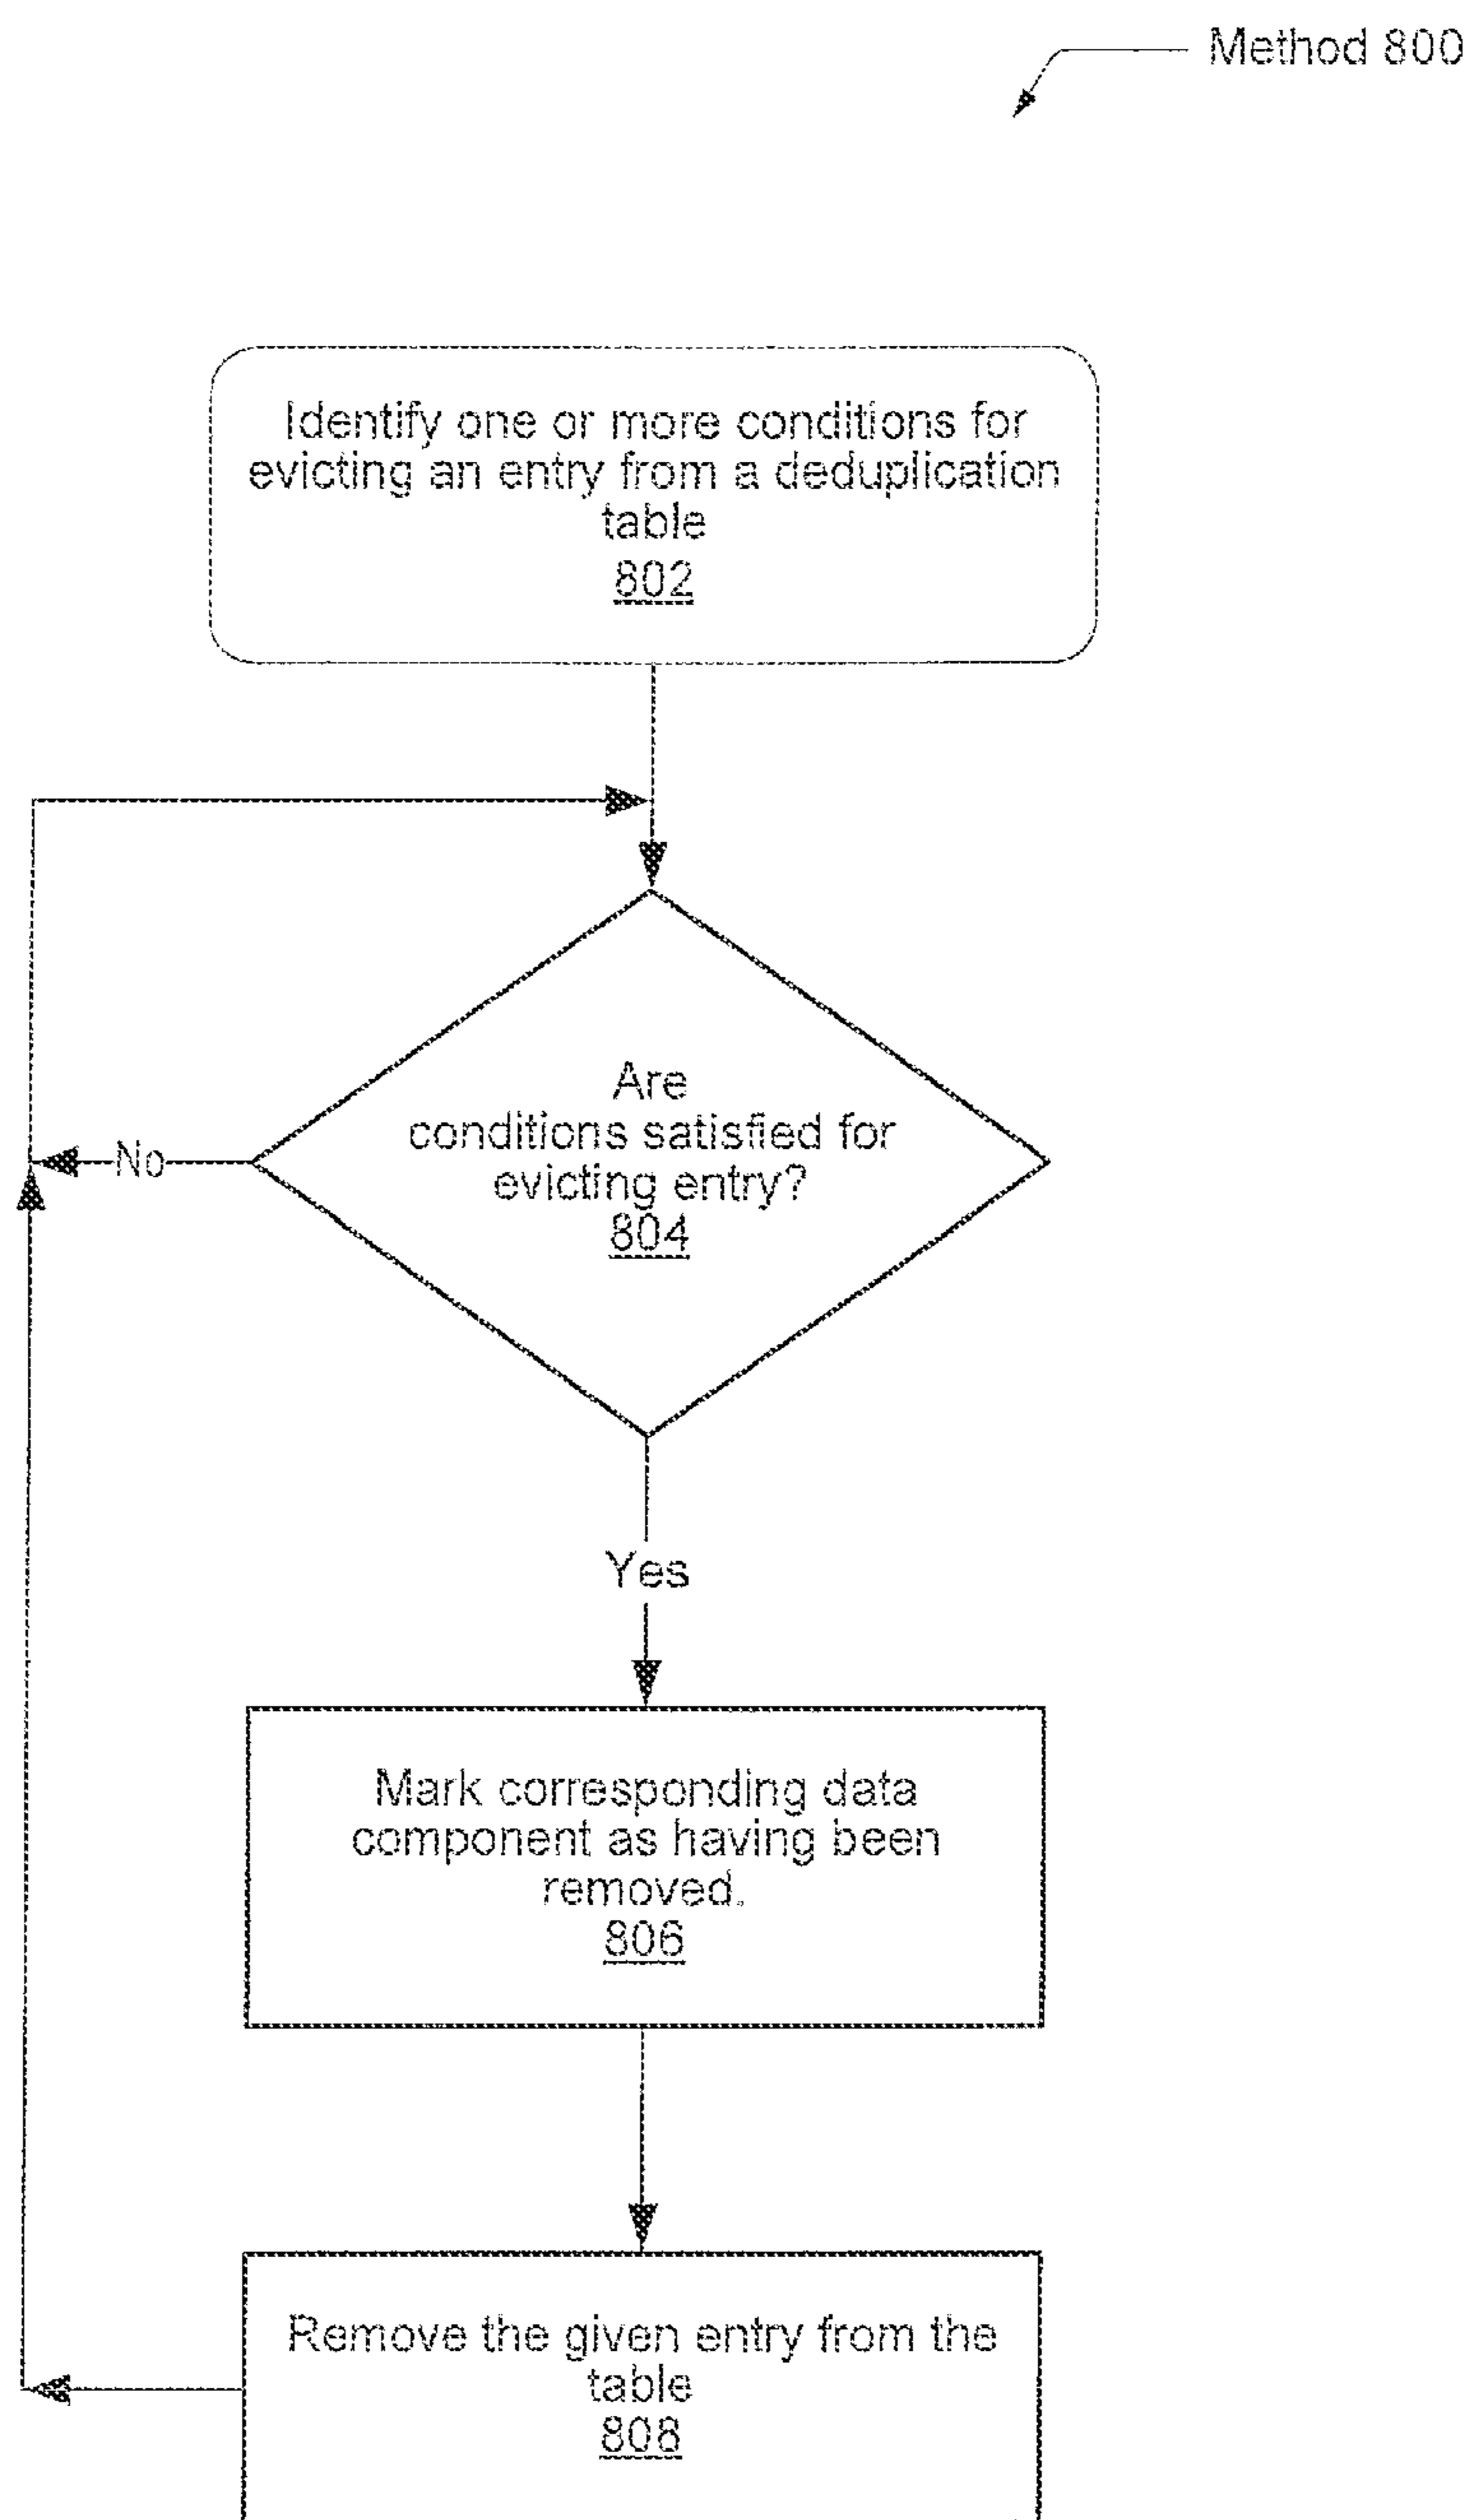 Method 800
Identify one or more conditions for
evicting an entry from a deduplication
table
802
Are
conditions satisfied for
evicting entry?
804
No
Yes
Mark corresponding data
component as having been
removed.
806
Remove the given entry from the
table
808